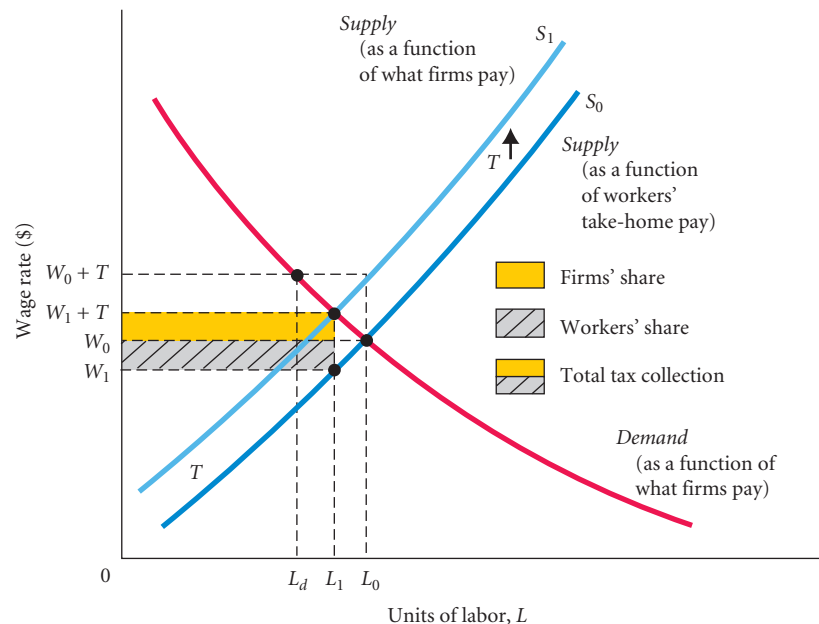 Supply
(as a function
of what firms pay)
S₁
S₀
T
Supply
(as a function
of workers'
take-home pay)
Wage rate ($)
W₀ + T
W₁ + T
W₀
W₁
Firms' share
Workers' share
Total tax collection
T
Demand
(as a function of
what firms pay)
0
L_d
L₁
L₀
Units of labor, L